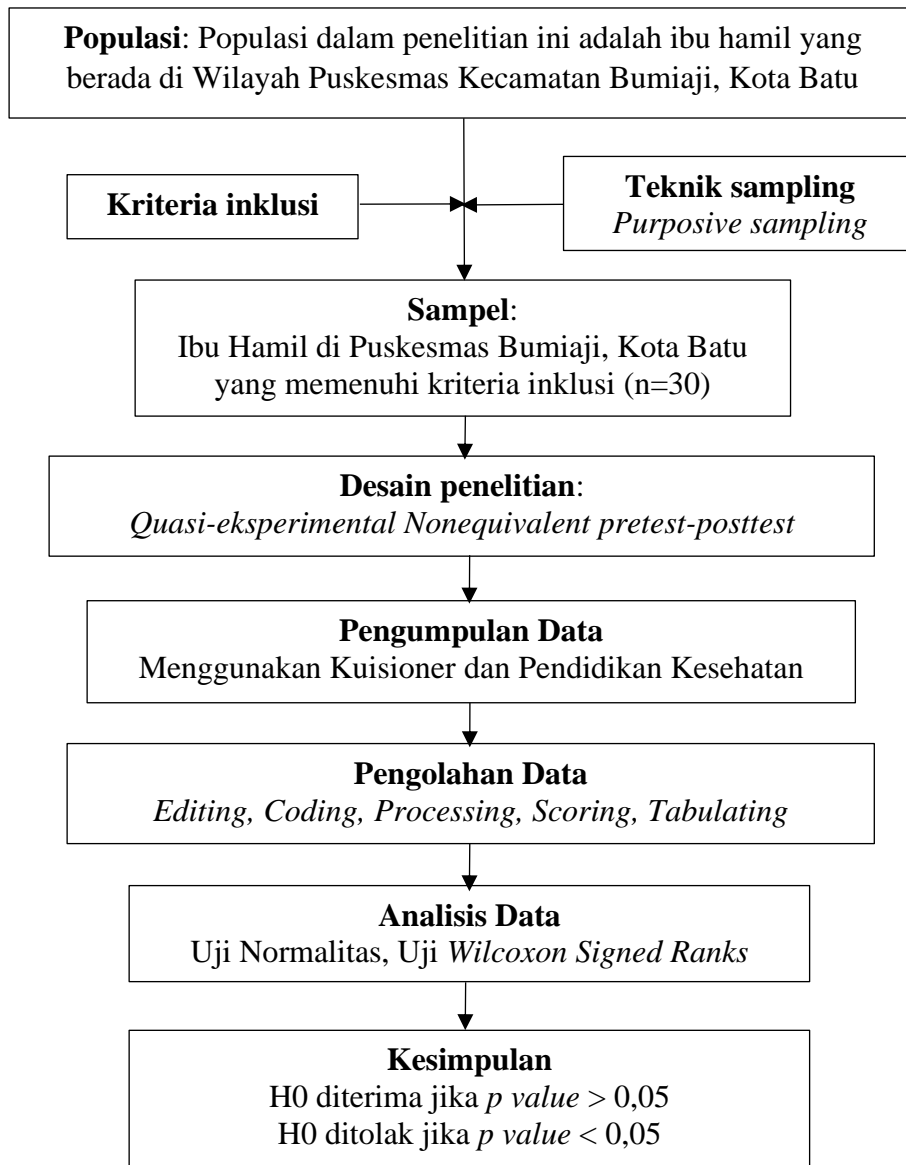 Populasi: Populasi dalam penelitian ini adalah ibu hamil yang
berada di Wilayah Puskesmas Kecamatan Bumiaji, Kota Batu
Kriteria inklusi
Teknik sampling
Purposive sampling
Sampel:
Ibu Hamil di Puskesmas Bumiaji, Kota Batu
yang memenuhi kriteria inklusi (n=30)
Desain penelitian:
Quasi-eksperimental Nonequivalent pretest-posttest
Pengumpulan Data
Menggunakan Kuisioner dan Pendidikan Kesehatan
Pengolahan Data
Editing, Coding, Processing, Scoring, Tabulating
Analisis Data
Uji Normalitas, Uji Wilcoxon Signed Ranks
Kesimpulan
H0 diterima jika p value > 0,05
H0 ditolak jika p value < 0,05